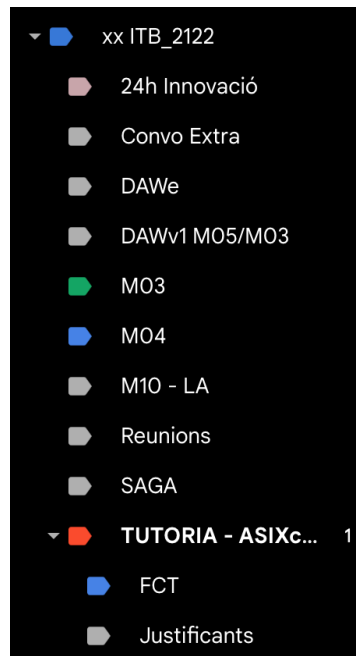 xx ITB_2122
24h Innovació
Convo Extra
DAWe
DAWv1 M05/M03
M03
M04
M10 - LA
Reunions
SAGA
TUTORIA - ASIXc... 1
FCT
Justificants